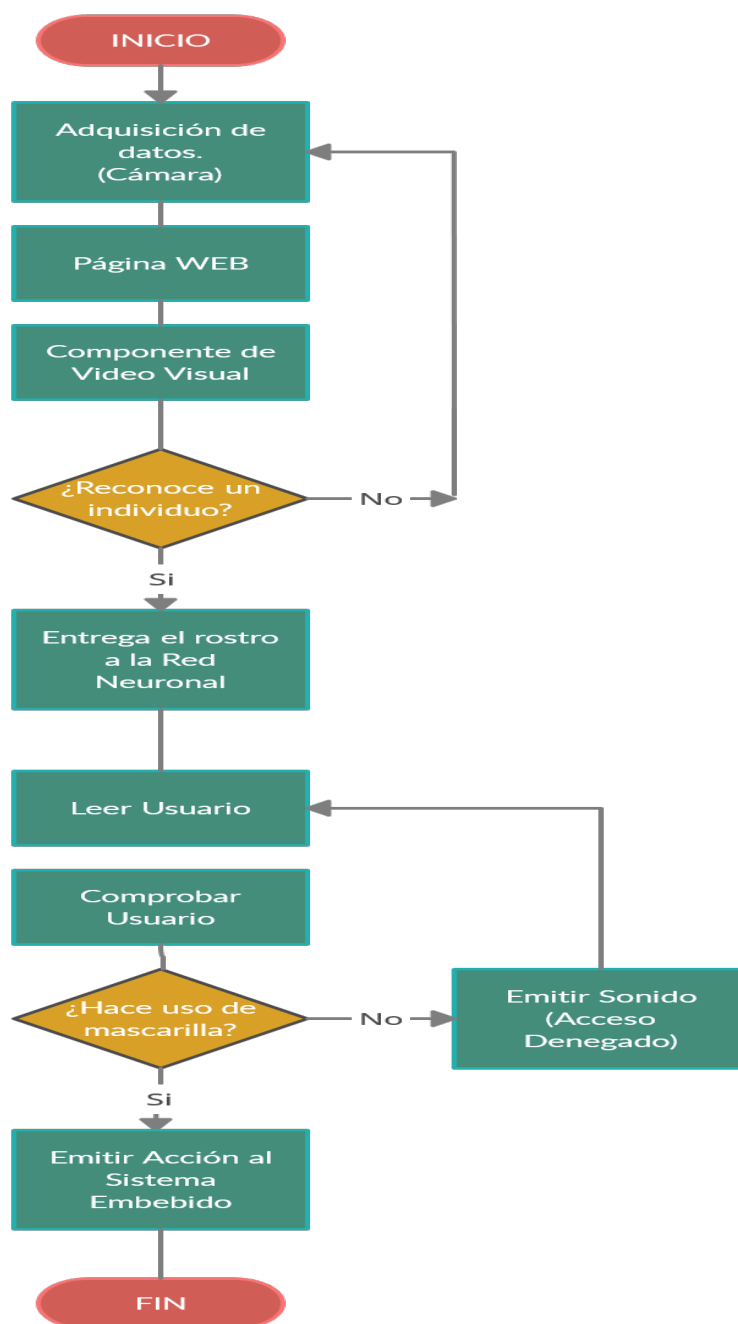 INICIO
Adquisición de
datos.
(Cámara)
Página WEB
Componente de
Video Visual
¿Reconoce un
individuo?
No
Si
Entrega el rostro
a la Red
Neuronal
Leer Usuario
Comprobar
Usuario
¿Hace uso de
mascarilla?
No
Emitir Sonido
(Acceso
Denegado)
Si
Emitir Acción al
Sistema
Embebido
FIN